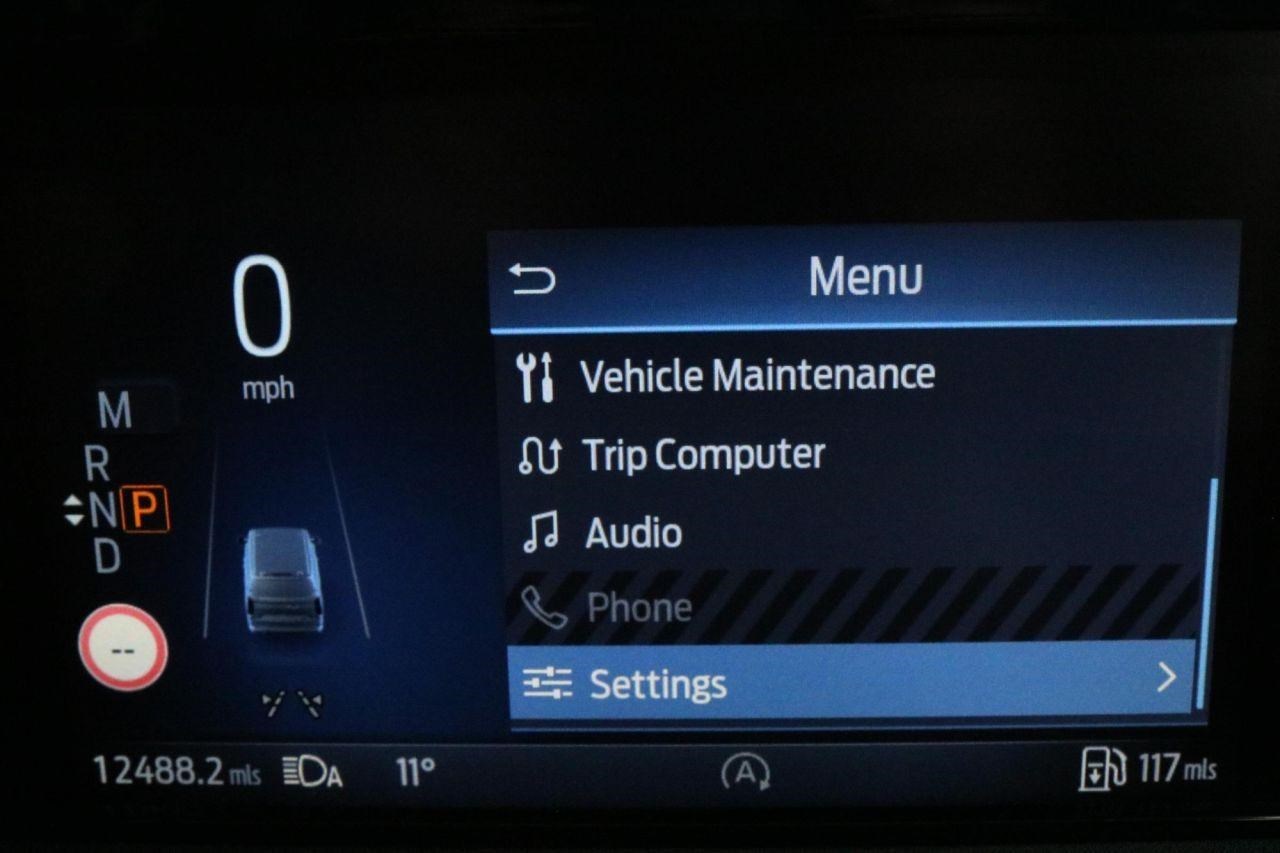 0
mph
M
R
N P
D
--
Menu
Vehicle Maintenance
Trip Computer
Audio
Phone
Settings
12488.2 mls
A
11°
A
117 mls